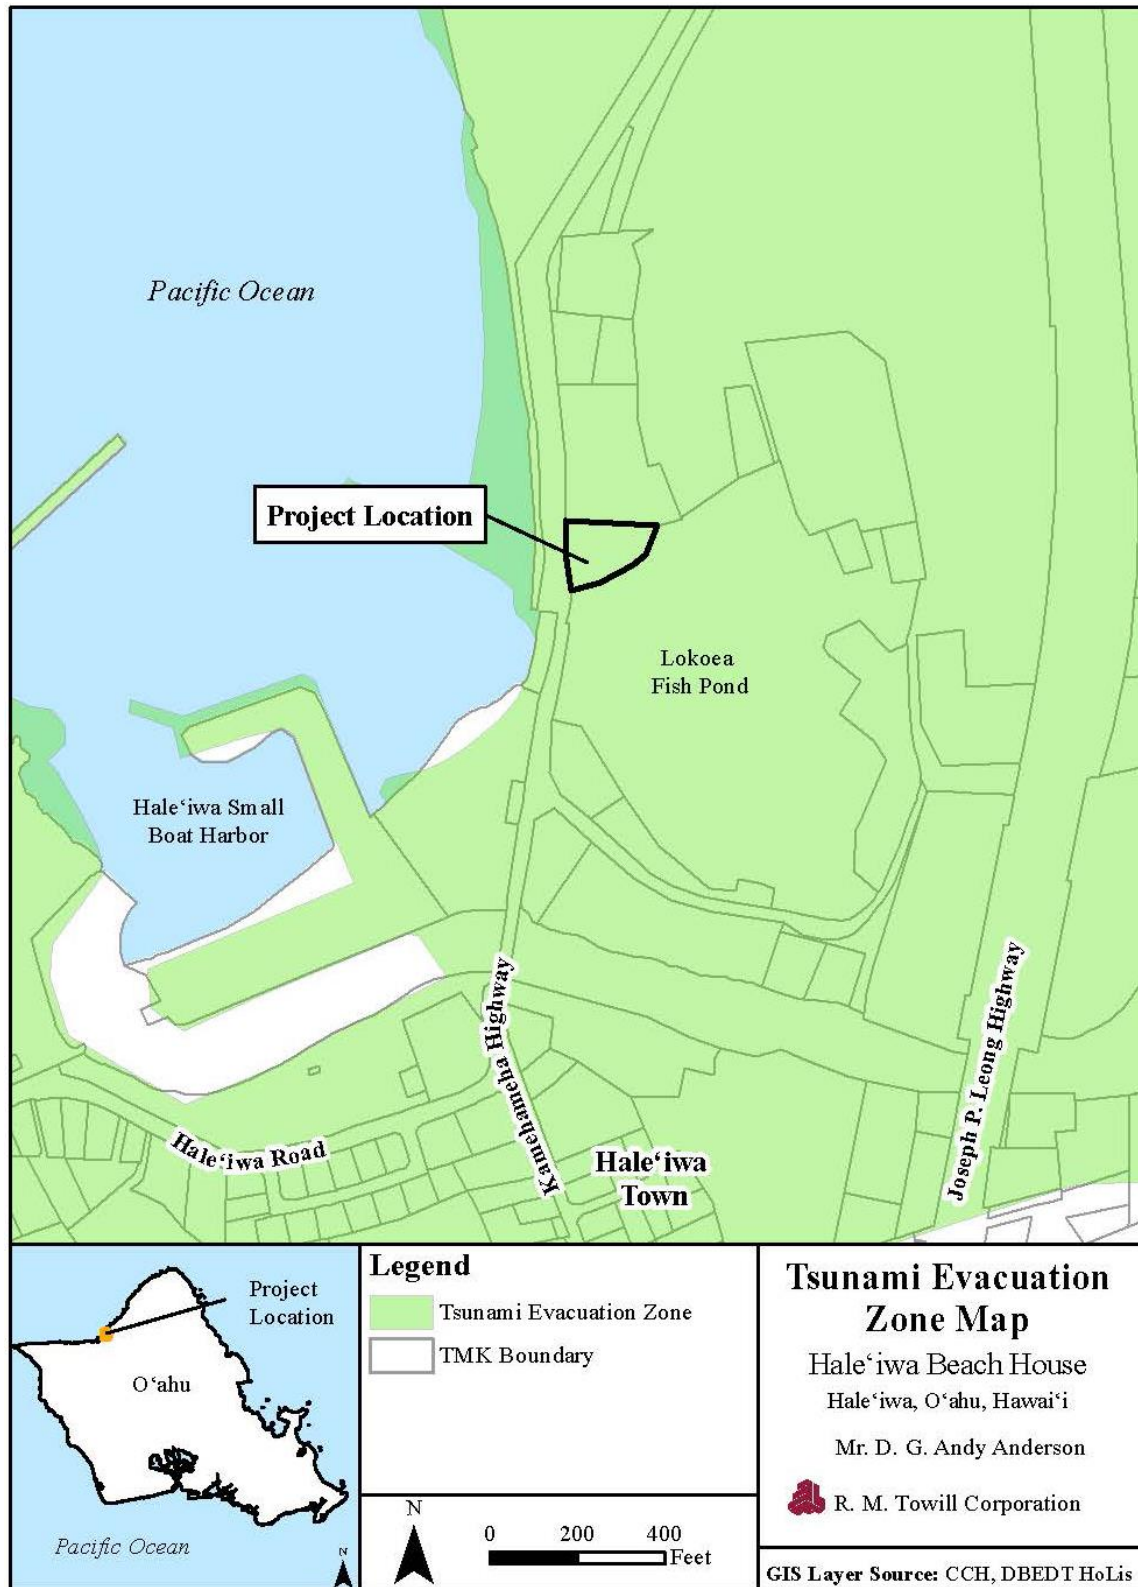 Pacific Ocean
Project Location
Lokoea
Fish Pond
Hale‘iwa Small
Boat Harbor
Kamehameha Highway
Joseph P. Leong Highway
Hale‘iwa Road
Hale‘iwa
Town
Project
Location
O‘ahu
Pacific Ocean
N
Legend
Tsunami Evacuation Zone
TMK Boundary
N
0 200 400
Feet
Tsunami Evacuation
Zone Map
Hale‘iwa Beach House
Hale‘iwa, O‘ahu, Hawai‘i
Mr. D. G. Andy Anderson
R. M. Towill Corporation
GIS Layer Source: CCH, DBEDT HoLis